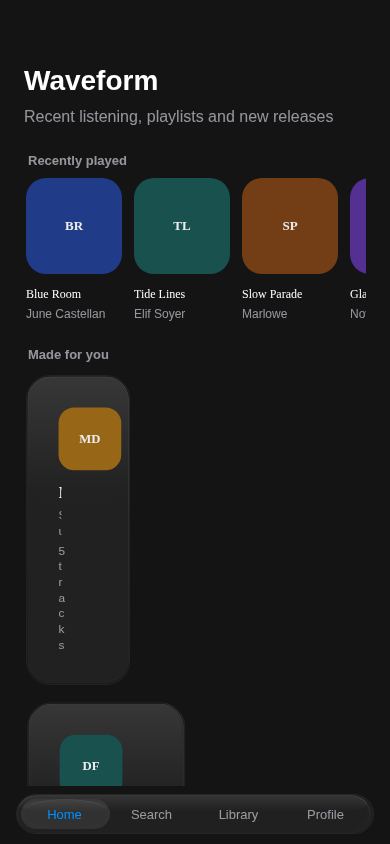 Waveform
Recent listening, playlists and new releases
Recently played
BR
TL
SP
Blue Room
Tide Lines
Slow Parade
Gla
June Castellan
Elif Soyer
Marlowe
Made for you
MD
5
t
r
a
c
k
s
DF
Home
Search
Library
Profile